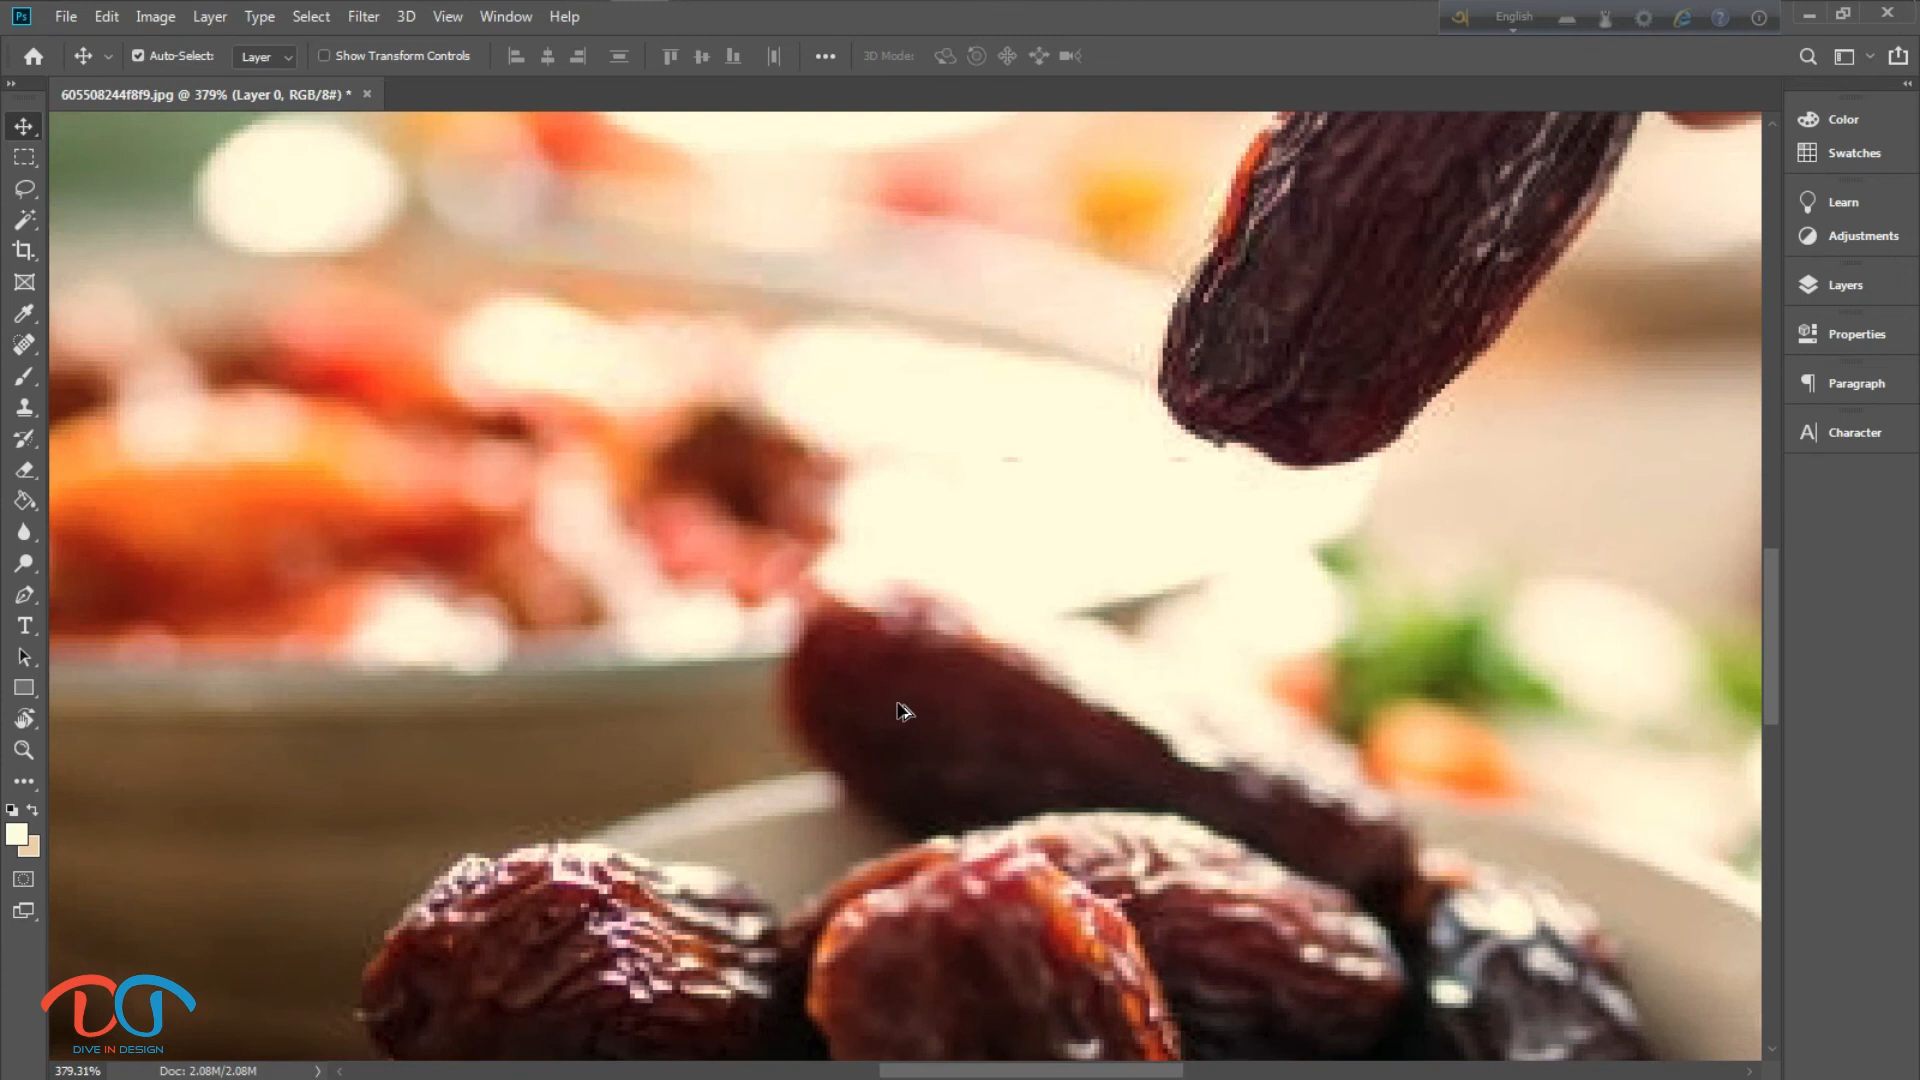 Ps File Edit Image Layer Type Select Filter 3D View Window Help
English
Auto-Select: Layer Show Transform Controls 3D Mode:
605508244f8f9.jpg @ 379% (Layer 0, RGB/8#) *
Color
Swatches
Learn
Adjustments
Layers
Properties
Paragraph
Character
DIVE IN DESIGN
379.31% Doc: 2.08M/2.08M